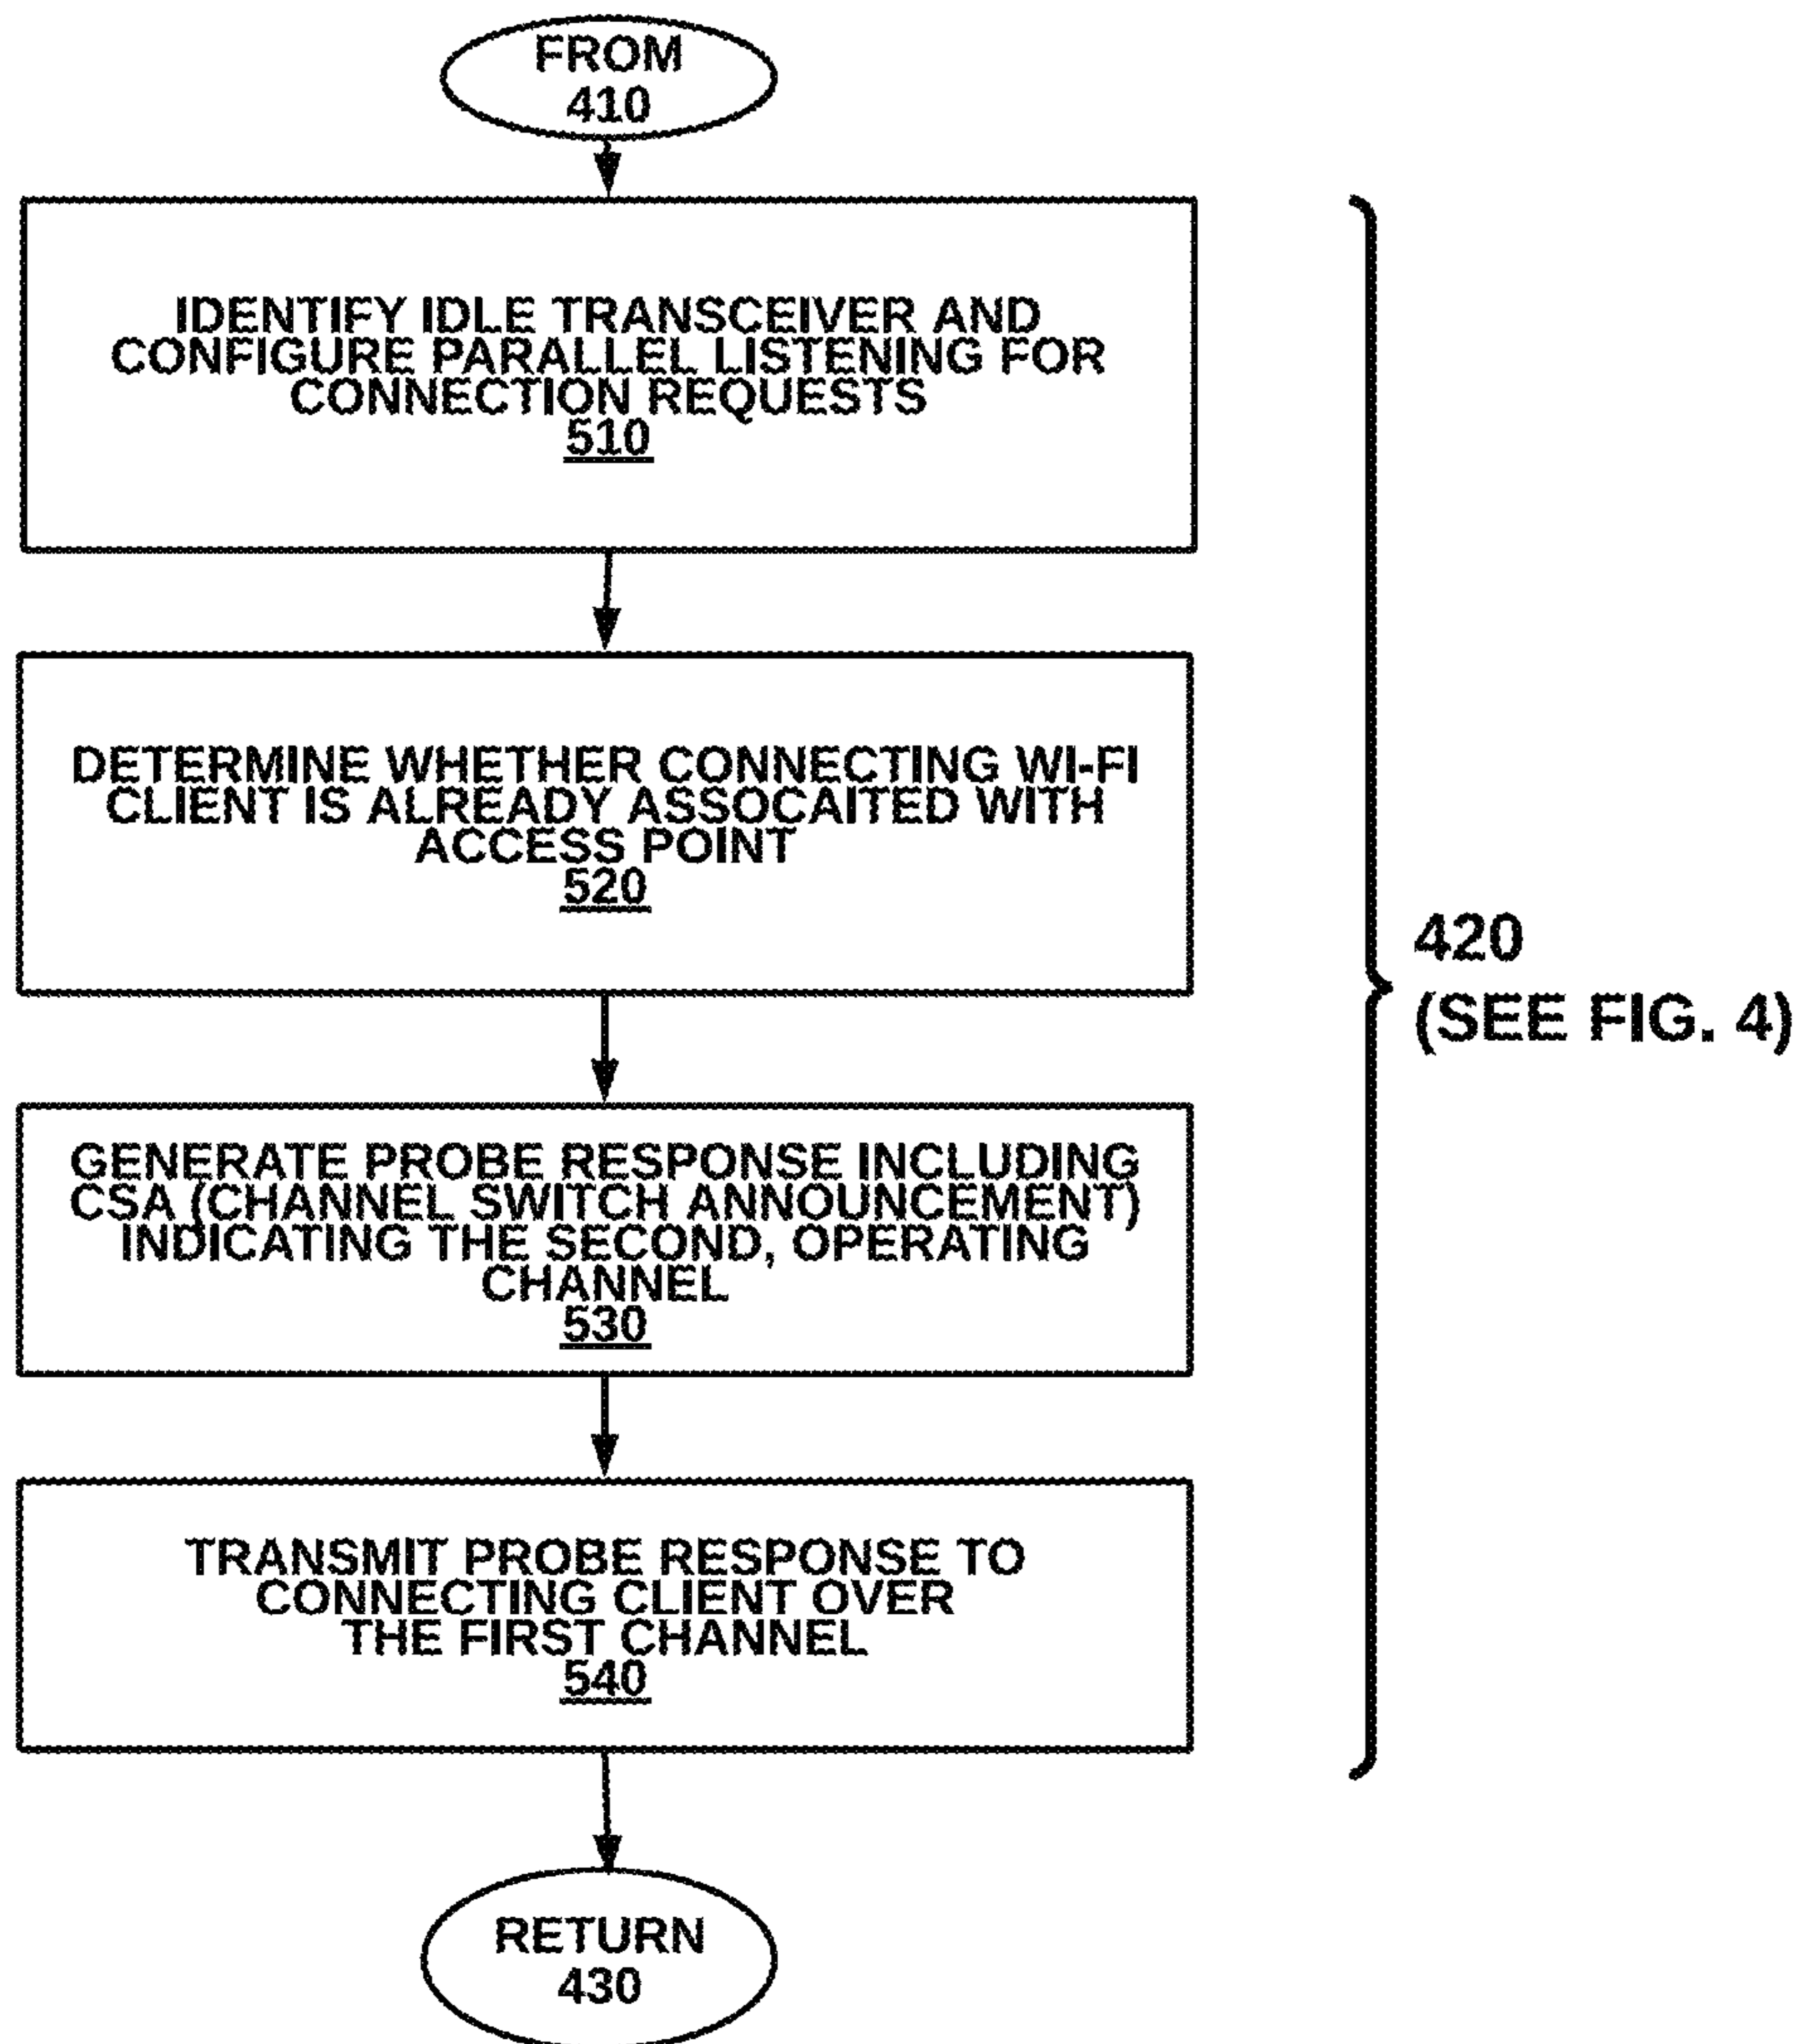 FROM
410
IDENTIFY IDLE TRANSCEIVER AND
CONFIGURE PARALLEL LISTENING FOR
CONNECTION REQUESTS
510
DETERMINE WHETHER CONNECTING WI-FI
CLIENT IS ALREADY ASSOCAITED WITH
ACCESS POINT
520
GENERATE PROBE RESPONSE INCLUDING
CSA (CHANNEL SWITCH ANNOUNCEMENT)
INDICATING THE SECOND, OPERATING
CHANNEL
530
TRANSMIT PROBE RESPONSE TO
CONNECTING CLIENT OVER
THE FIRST CHANNEL
540
RETURN
430
420
(SEE FIG. 4)